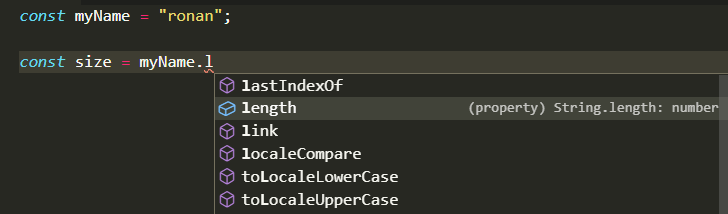 const myName = "ronan";
const size = myName.l
lastIndexOf
length (property) String.length: number
link
localeCompare
toLocaleLowerCase
toLocaleUpperCase